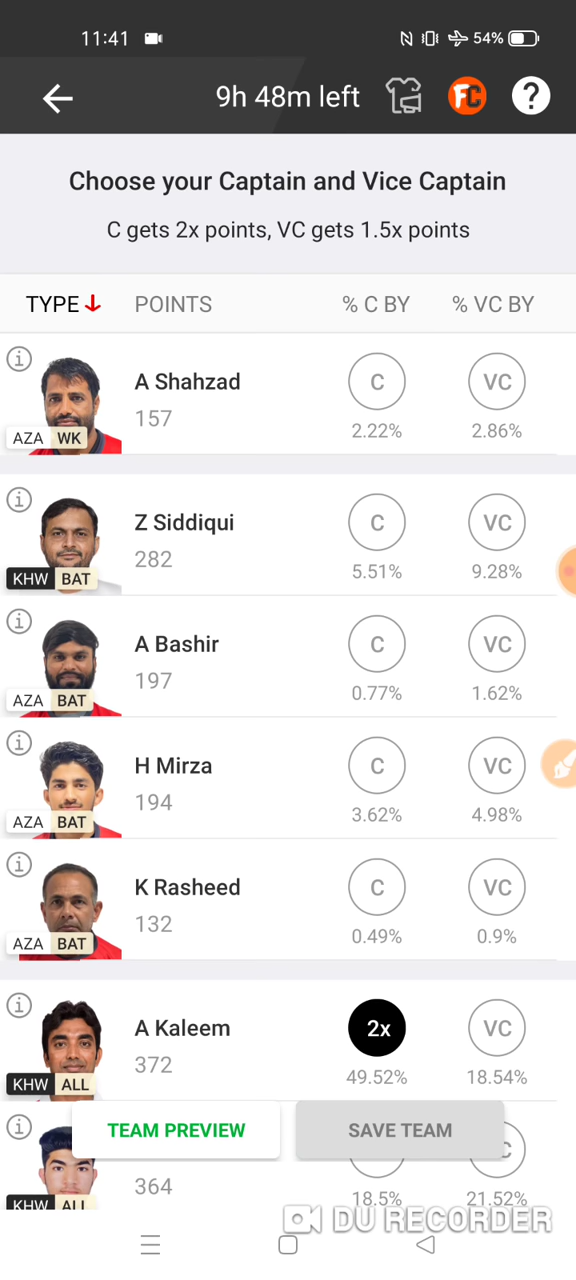 11:41 54%
9h 48m left FC ?
Choose your Captain and Vice Captain
C gets 2x points, VC gets 1.5x points
TYPE POINTS % C BY % VC BY
A Shahzad
157
C VC
2.22% 2.86%
AZA WK
Z Siddiqui
282
C VC
5.51% 9.28%
KHW BAT
A Bashir
197
C VC
0.77% 1.62%
AZA BAT
H Mirza
194
C VC
3.62% 4.98%
AZA BAT
K Rasheed
132
C VC
0.49% 0.9%
AZA BAT
A Kaleem
372
2x VC
49.52% 18.54%
KHW ALL
TEAM PREVIEW SAVE TEAM
364
18.5% 21.52%
KHW ALL
DU RECORDER